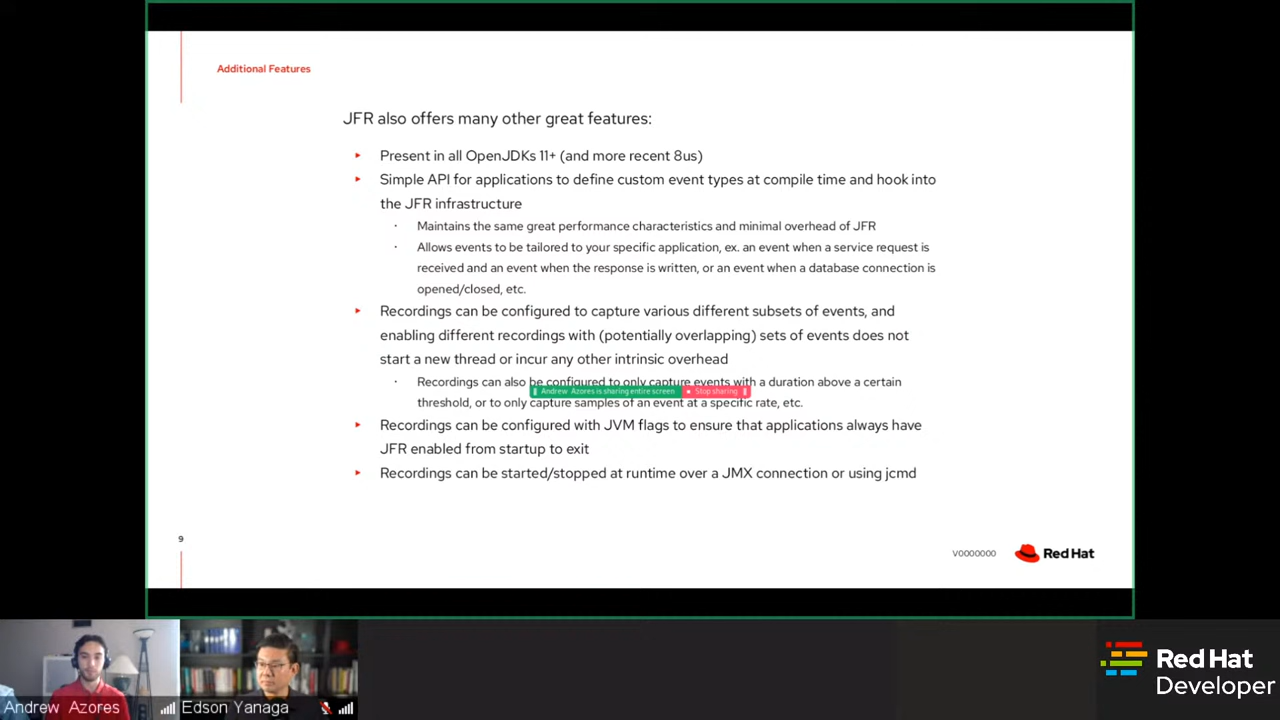 Additional Features
JFR also offers many other great features:
Present in all OpenJDKs 11+ (and more recent 8us)
Simple API for applications to define custom event types at compile time and hook into
the JFR infrastructure
Maintains the same great performance characteristics and minimal overhead of JFR
Allows events to be tailored to your specific application, ex. an event when a service request is
received and an event when the response is written, or an event when a database connection is
opened/closed, etc.
Recordings can be configured to capture various different subsets of events, and
enabling different recordings with (potentially overlapping) sets of events does not
start a new thread or incur any other intrinsic overhead
Recordings can also be configured to only capture events with a duration above a certain
Andrew Azores is sharing entire screen Stop sharing
threshold, or to only capture samples of an event at a specific rate, etc.
Recordings can be configured with JVM flags to ensure that applications always have
JFR enabled from startup to exit
Recordings can be started/stopped at runtime over a JMX connection or using jcmd
9
V0000000
Red Hat
Andrew Azores
Edson Yanaga
Red Hat
Developer